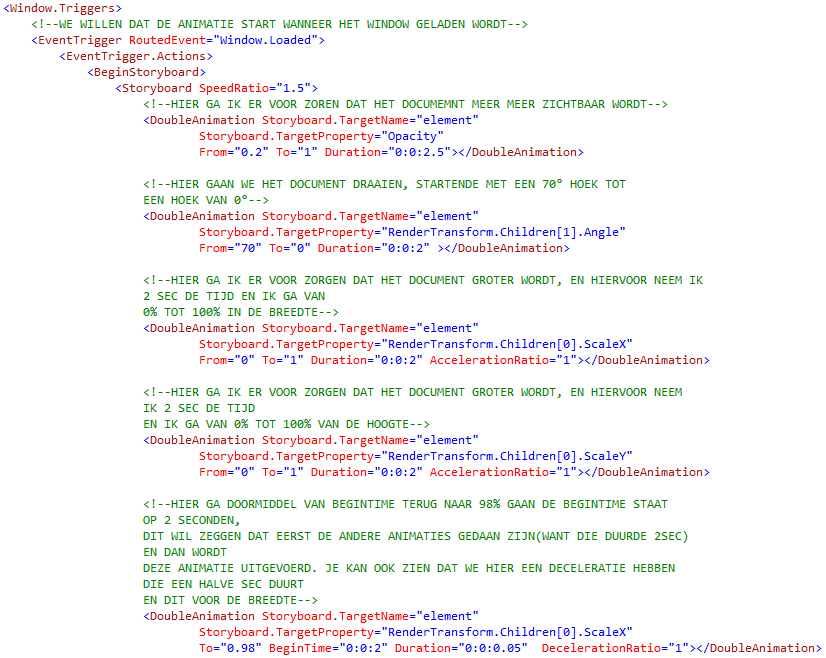 <Window.Triggers>
<!--WE WILLEN DAT DE ANIMATIE START WANNEER HET WINDOW GELADEN WORDT-->
<EventTrigger RoutedEvent="Window.Loaded">
<EventTrigger.Actions>
<BeginStoryboard>
<Storyboard SpeedRatio="1.5">
<!--HIER GA IK ER VOOR ZOREN DAT HET DOCUMEMNT MEER MEER ZICHTBAAR WORDT-->
<DoubleAnimation Storyboard.TargetName="element"
Storyboard.TargetProperty="Opacity"
From="0.2" To="1" Duration="0:0:2.5"></DoubleAnimation>
<!--HIER GAAN WE HET DOCUMENT DRAAIEN, STARTENDE MET EEN 70° HOEK TOT
EEN HOEK VAN 0°-->
<DoubleAnimation Storyboard.TargetName="element"
Storyboard.TargetProperty="RenderTransform.Children[1].Angle"
From="70" To="0" Duration="0:0:2" ></DoubleAnimation>
<!--HIER GA IK ER VOOR ZORGEN DAT HET DOCUMENT GROTER WORDT, EN HIERVOOR NEEM IK
2 SEC DE TIJD EN IK GA VAN
0% TOT 100% IN DE BREEDTE-->
<DoubleAnimation Storyboard.TargetName="element"
Storyboard.TargetProperty="RenderTransform.Children[0].ScaleX"
From="0" To="1" Duration="0:0:2" AccelerationRatio="1"></DoubleAnimation>
<!--HIER GA IK ER VOOR ZORGEN DAT HET DOCUMENT GROTER WORDT, EN HIERVOOR NEEM
IK 2 SEC DE TIJD
EN IK GA VAN 0% TOT 100% VAN DE HOOGTE-->
<DoubleAnimation Storyboard.TargetName="element"
Storyboard.TargetProperty="RenderTransform.Children[0].ScaleY"
From="0" To="1" Duration="0:0:2" AccelerationRatio="1"></DoubleAnimation>
<!--HIER GA DOORMIDDEL VAN BEGINTIME TERUG NAAR 98% GAAN DE BEGINTIME STAAT
OP 2 SECONDEN,
DIT WIL ZEGGEN DAT EERST DE ANDERE ANIMATIES GEDAAN ZIJN(WANT DIE DUURDE 2SEC)
EN DAN WORDT
DEZE ANIMATIE UITGEVOERD. JE KAN OOK ZIEN DAT WE HIER EEN DECELERATIE HEBBEN
DIE EEN HALVE SEC DUURT
EN DIT VOOR DE BREEDTE-->
<DoubleAnimation Storyboard.TargetName="element"
Storyboard.TargetProperty="RenderTransform.Children[0].ScaleX"
To="0.98" BeginTime="0:0:2" Duration="0:0:0.05"  DecelerationRatio="1"></DoubleAnimation>